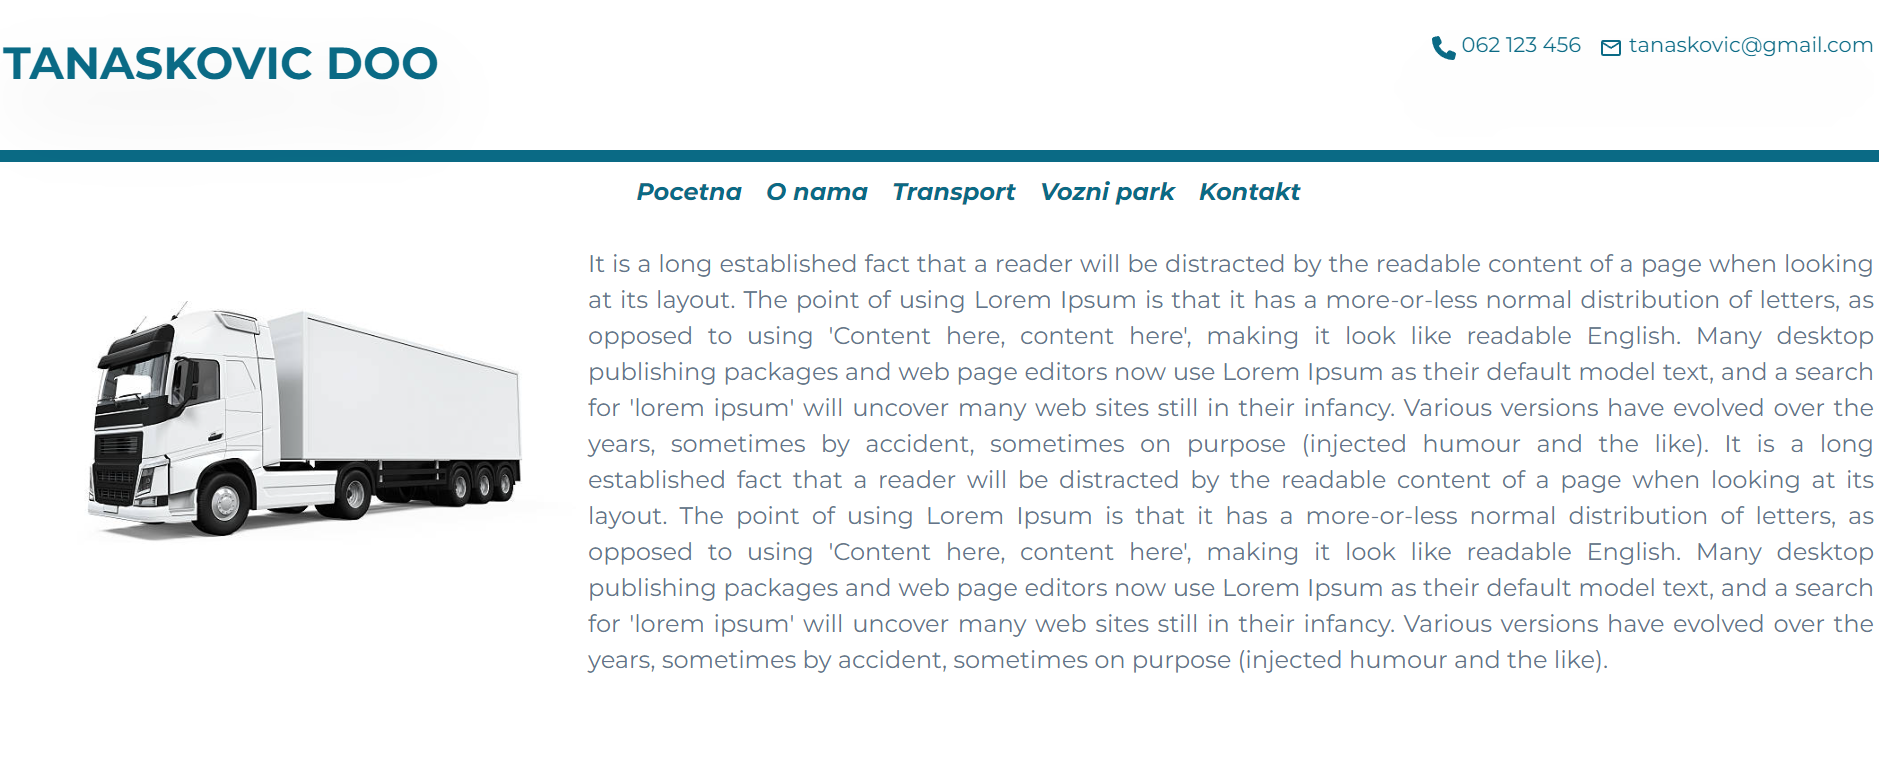 TANASKOVIC DOO
062 123 456 tanaskovic@gmail.com
Pocetna O nama Transport Vozni park Kontakt
It is a long established fact that a reader will be distracted by the readable content of a page when looking
at its layout. The point of using Lorem Ipsum is that it has a more-or-less normal distribution of letters, as
opposed to using 'Content here, content here', making it look like readable English. Many desktop
publishing packages and web page editors now use Lorem Ipsum as their default model text, and a search
for 'lorem ipsum' will uncover many web sites still in their infancy. Various versions have evolved over the
years, sometimes by accident, sometimes on purpose (injected humour and the like). It is a long
established fact that a reader will be distracted by the readable content of a page when looking at its
layout. The point of using Lorem Ipsum is that it has a more-or-less normal distribution of letters, as
opposed to using 'Content here, content here', making it look like readable English. Many desktop
publishing packages and web page editors now use Lorem Ipsum as their default model text, and a search
for 'lorem ipsum' will uncover many web sites still in their infancy. Various versions have evolved over the
years, sometimes by accident, sometimes on purpose (injected humour and the like).